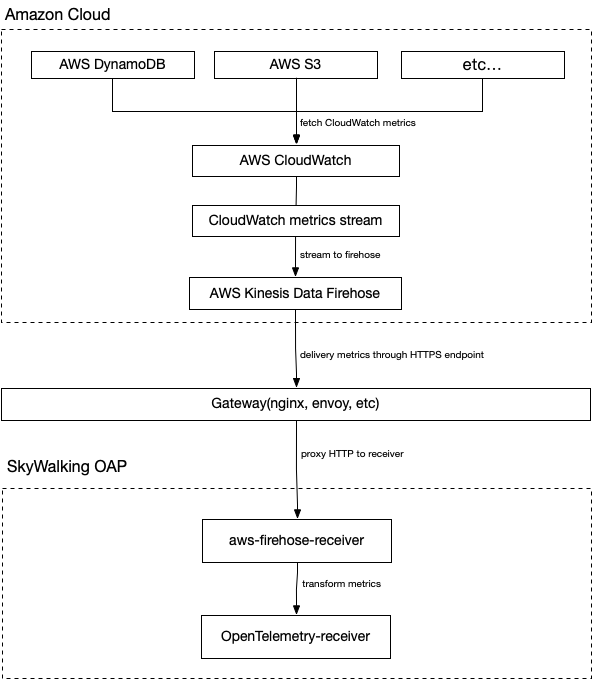 Amazon Cloud
AWS DynamoDB
AWS S3
etc...
fetch CloudWatch metrics
AWS CloudWatch
CloudWatch metrics stream
stream to firehose
AWS Kinesis Data Firehose
delivery metrics through HTTPS endpoint
Gateway(nginx, envoy, etc)
proxy HTTP to receiver
SkyWalking OAP
aws-firehose-receiver
transform metrics
OpenTelemetry-receiver